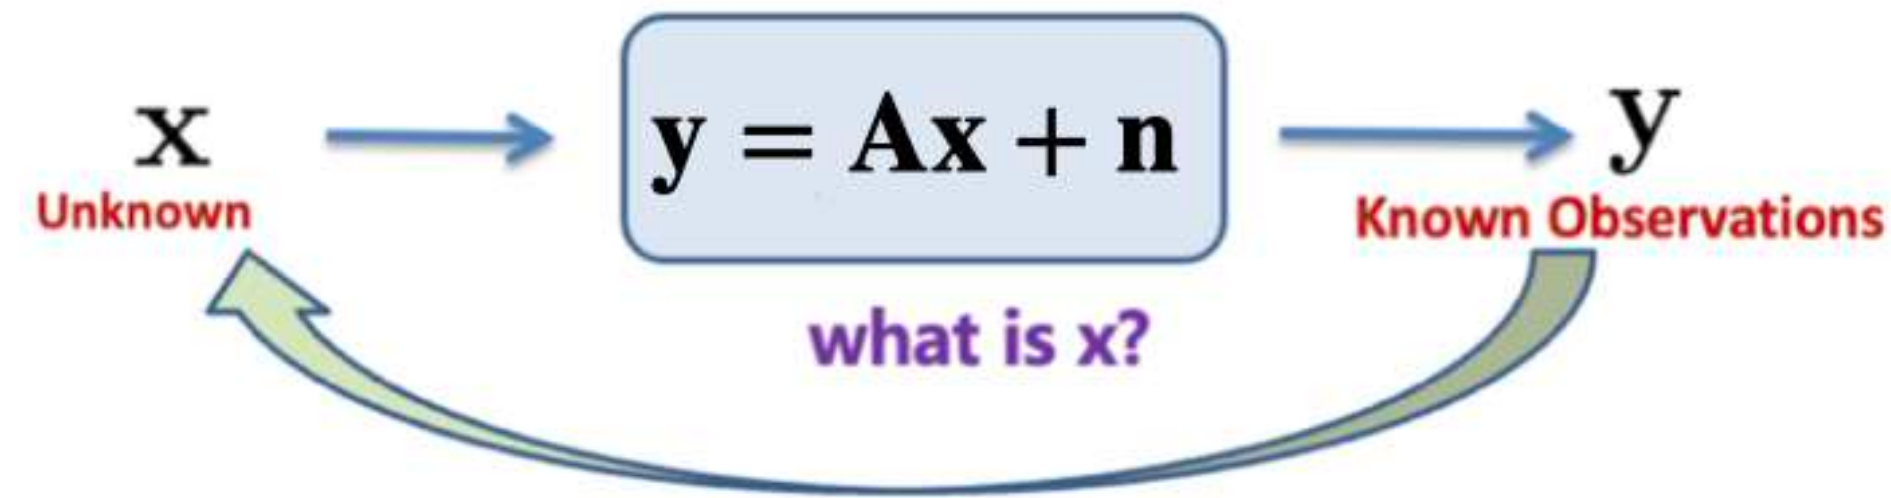 x
Unknown
y = Ax + n
y
Known Observations
what is x?